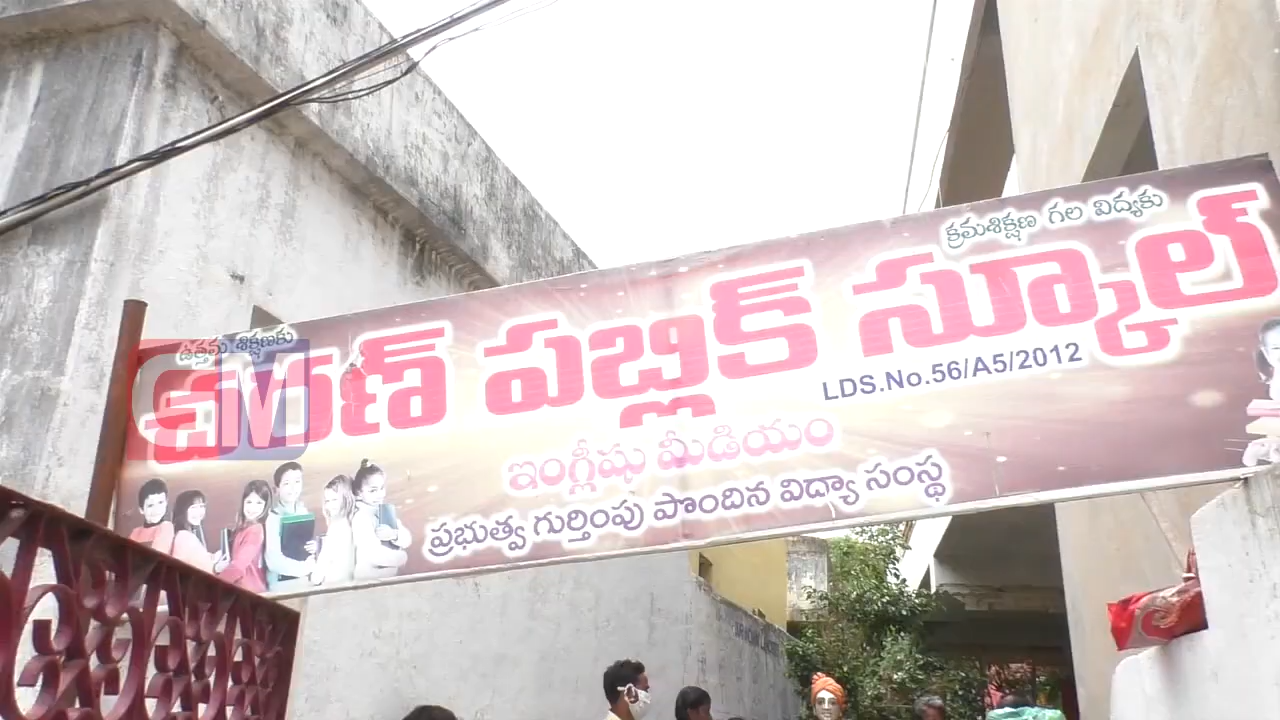 ఉత్తమ శిక్షణకు
క్రమశిక్షణ గల విద్యకు
పబ్లిక్ స్కూల్
LDS.No.56/A5/2012
ఇంగ్లీషు మీడియం
ప్రభుత్వ గుర్తింపు పొందిన విద్యా సంస్థ